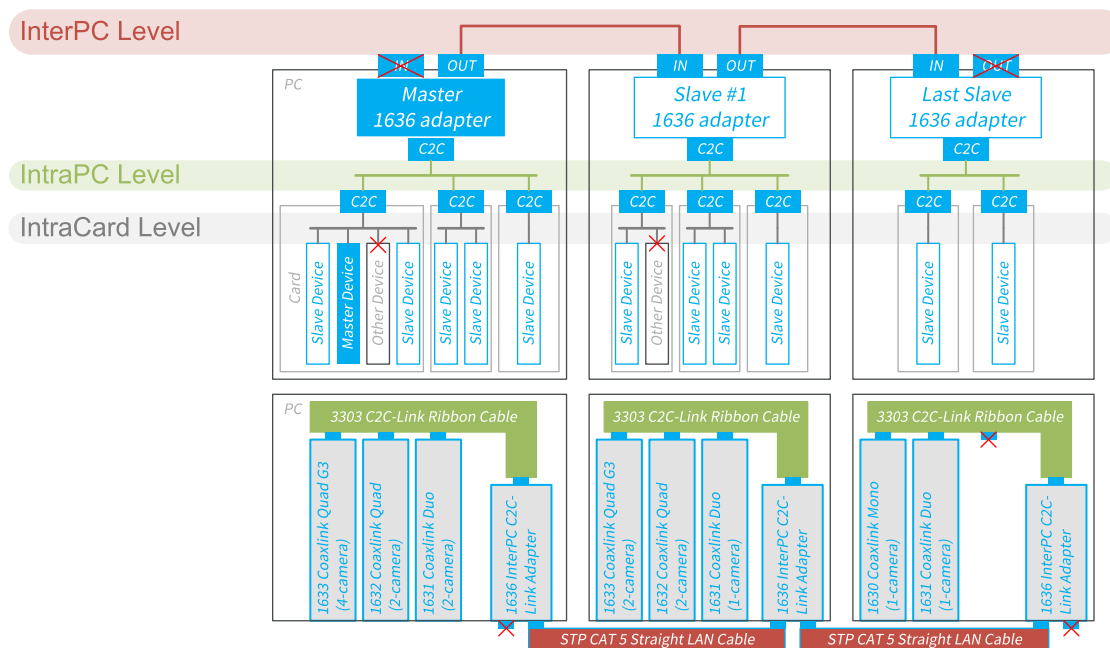 InterPC Level
IN
OUT
IN
OUT
IN
OUT
PC
Master
1636 adapter
Slave #1
1636 adapter
Last Slave
1636 adapter
C2C
C2C
C2C
IntraPC Level
C2C
C2C
C2C
C2C
C2C
C2C
C2C
C2C
IntraCard Level
Card
Slave Device
Master Device
Other Device
Slave Device
Slave Device
Slave Device
Slave Device
Slave Device
Other Device
Slave Device
Slave Device
Slave Device
Slave Device
Slave Device
PC
3303 C2C-Link Ribbon Cable
3303 C2C-Link Ribbon Cable
3303 C2C-Link Ribbon Cable
1633 Coaxlink Quad G3
(4-camera)
1632 Coaxlink Quad
(2-camera)
1631 Coaxlink Duo
(2-camera)
1636 InterPC C2C-
Link Adapter
1633 Coaxlink Quad G3
(2-camera)
1632 Coaxlink Quad
(2-camera)
1631 Coaxlink Duo
(1-camera)
1636 InterPC C2C-
Link Adapter
1630 Coaxlink Mono
(1-camera)
1631 Coaxlink Duo
(1-camera)
1636 InterPC C2C-
Link Adapter
STP CAT 5 Straight LAN Cable
STP CAT 5 Straight LAN Cable